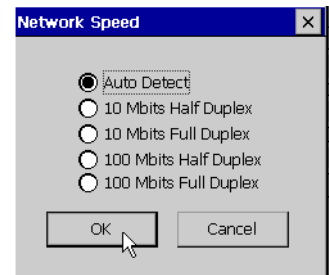 Network Speed
Auto Detect
10 Mbits Half Duplex
10 Mbits Full Duplex
100 Mbits Half Duplex
100 Mbits Full Duplex
OK Cancel